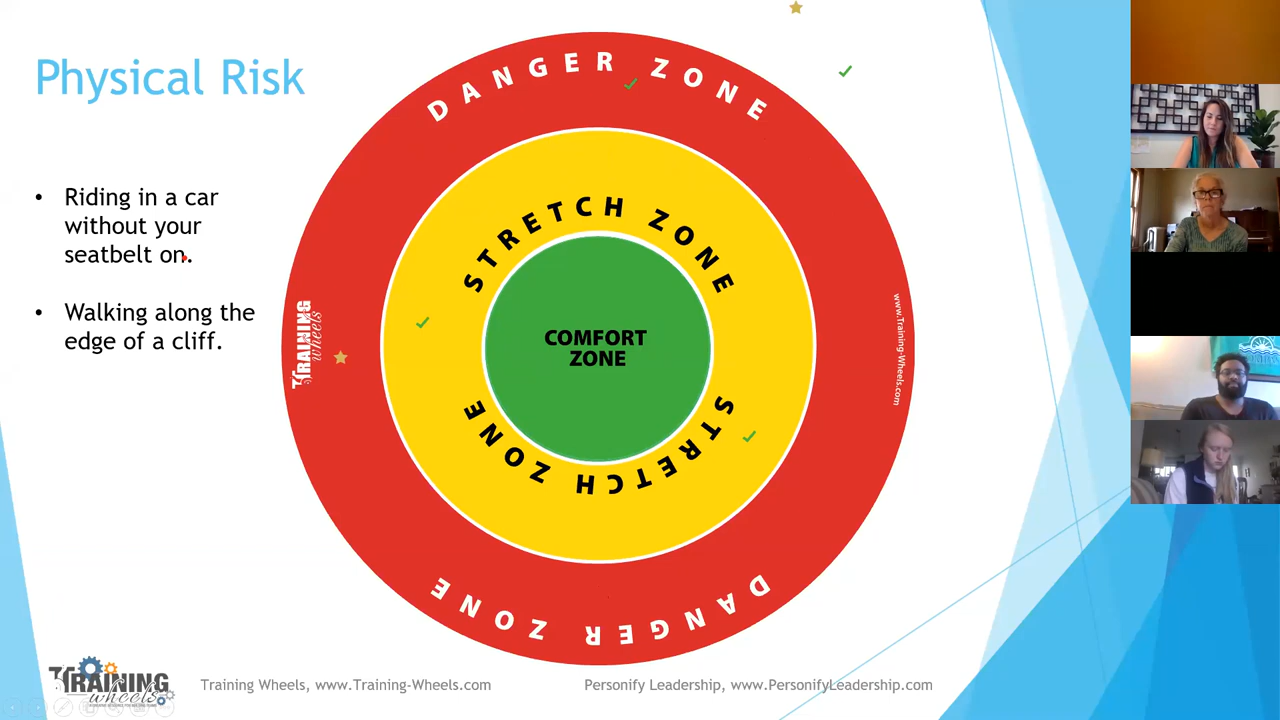 Physical Risk
• Riding in a car
without your
seatbelt on.
• Walking along the
edge of a cliff.
DANGER ZONE
STRETCH ZONE
COMFORT
ZONE
STRETCH ZONE
DANGER ZONE
TRAINING
wheels
www.Training-Wheels.com
TRAINING
wheels
Training Wheels, www.Training-Wheels.com
Personify Leadership, www.PersonifyLeadership.com